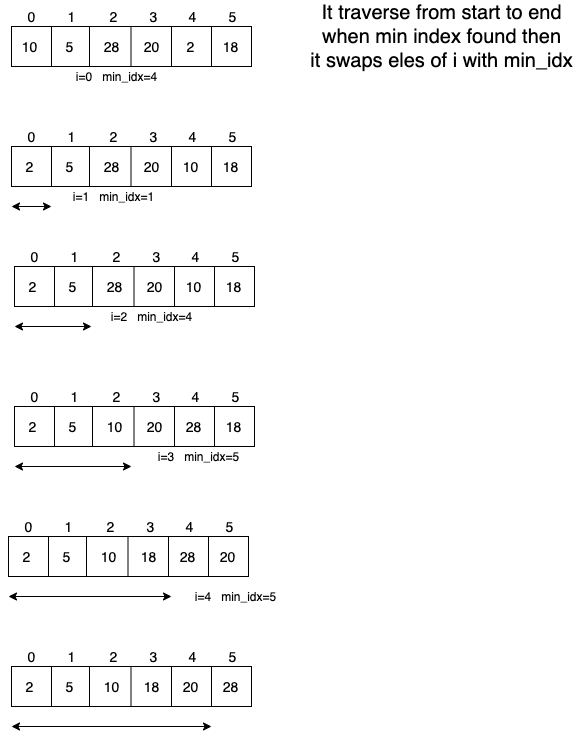 It traverse from start to end
when min index found then
it swaps eles of i with min_idx
0 1 2 3 4 5
10 5 28 20 2 18
i=0 min_idx=4
0 1 2 3 4 5
2 5 28 20 10 18
i=1 min_idx=1
0 1 2 3 4 5
2 5 28 20 10 18
i=2 min_idx=4
0 1 2 3 4 5
2 5 10 20 28 18
i=3 min_idx=5
0 1 2 3 4 5
2 5 10 18 28 20
i=4 min_idx=5
0 1 2 3 4 5
2 5 10 18 20 28